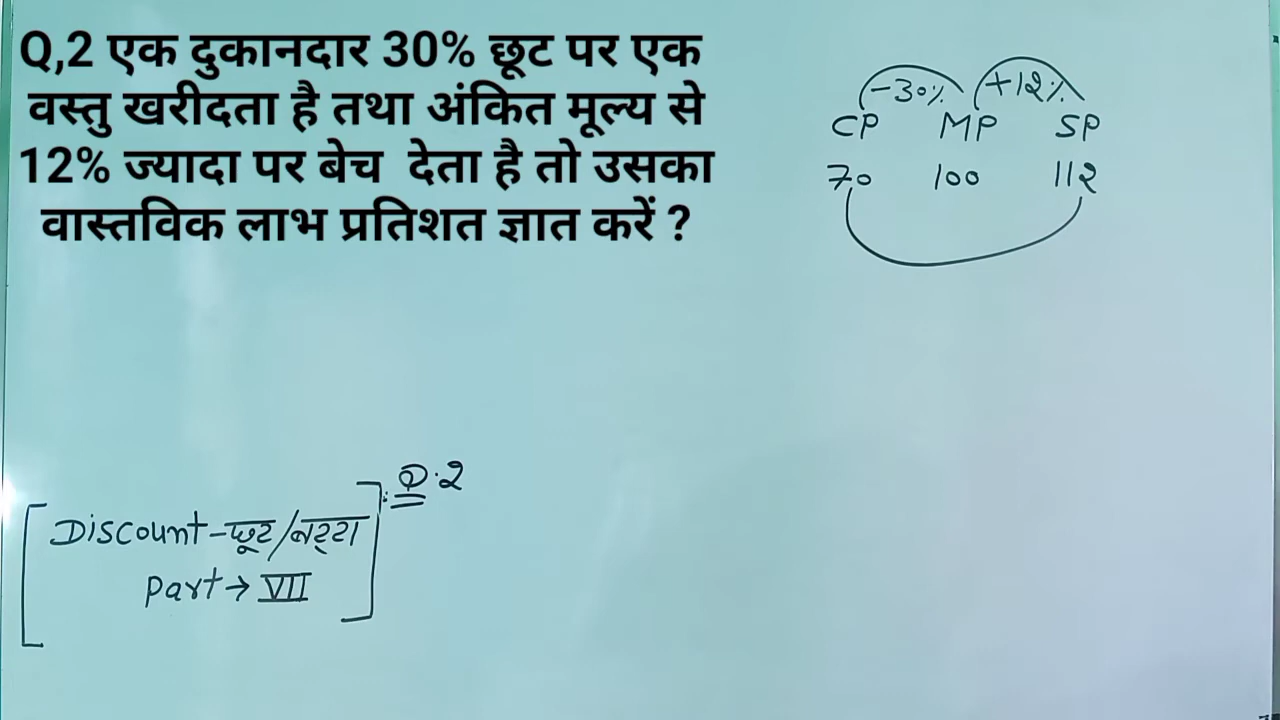 Q,2 एक दुकानदार 30% छूट पर एक
वस्तु खरीदता है तथा अंकित मूल्य से
12% ज्यादा पर बेच देता है तो उसका
वास्तविक लाभ प्रतिशत ज्ञात करें ?
-30% +12%
CP MP SP
70 100 112
Q.2
Discount-छूट/बट्टा
Part→VII